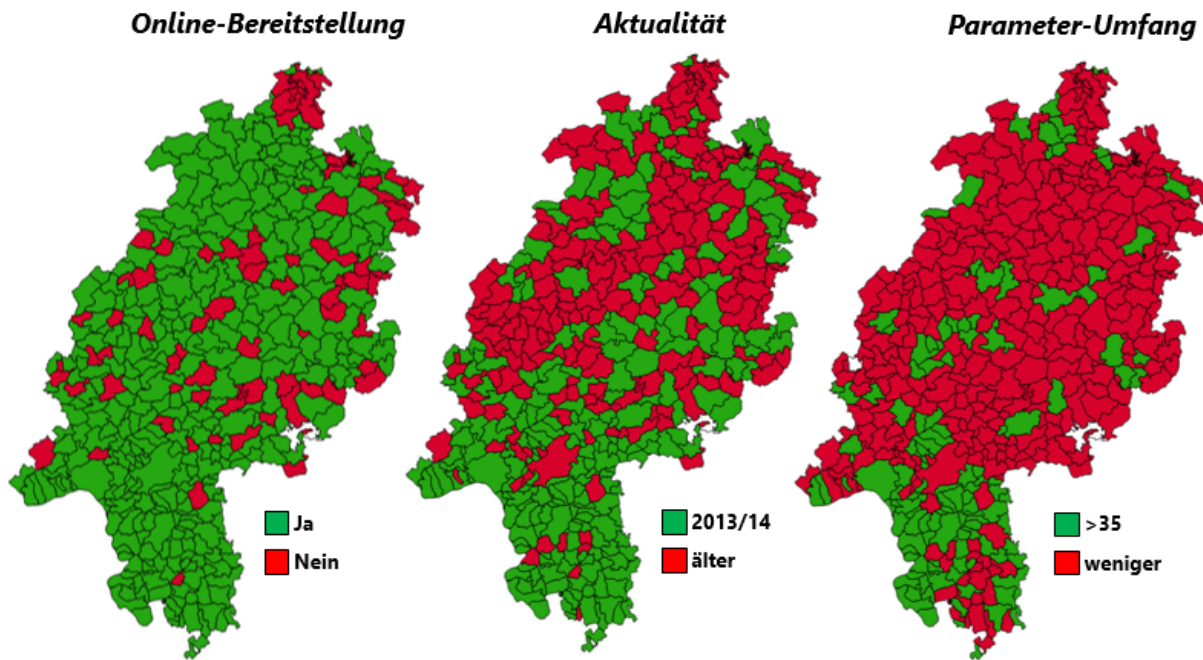 Online-Bereitstellung
Aktualität
Parameter-Umfang
Ja
Nein
2013/14
älter
>35
weniger